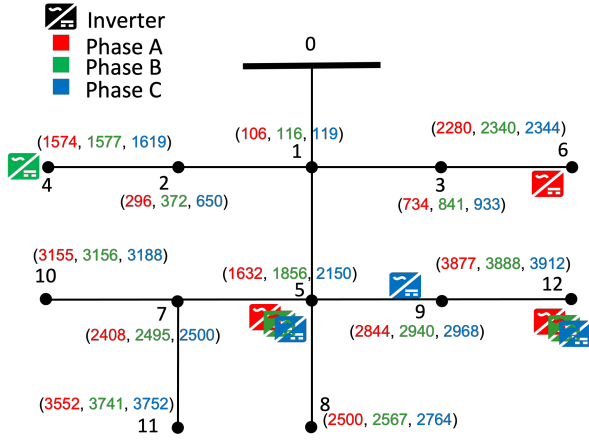 Inverter
Phase A
Phase B
Phase C
0
(1574, 1577, 1619)
(106, 116, 119)
(2280, 2340, 2344)
1
6
4
2
3
(296, 372, 650)
(734, 841, 933)
(3155, 3156, 3188)
(1632, 1856, 2150)
(3877, 3888, 3912)
10
5
12
7
9
(2408, 2495, 2500)
(2844, 2940, 2968)
(3552, 3741, 3752)
8
(2500, 2567, 2764)
11